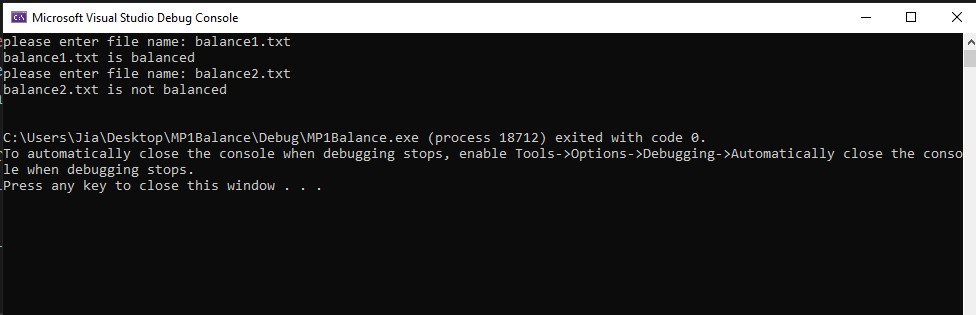 Microsoft Visual Studio Debug Console
please enter file name: balance1.txt
balance1.txt is balanced
please enter file name: balance2.txt
balance2.txt is not balanced
C:\Users\Jia\Desktop\MP1Balance\Debug\MP1Balance.exe (process 18712) exited with code 0.
To automatically close the console when debugging stops, enable Tools->Options->Debugging->Automatically close the conso
le when debugging stops.
Press any key to close this window . . .